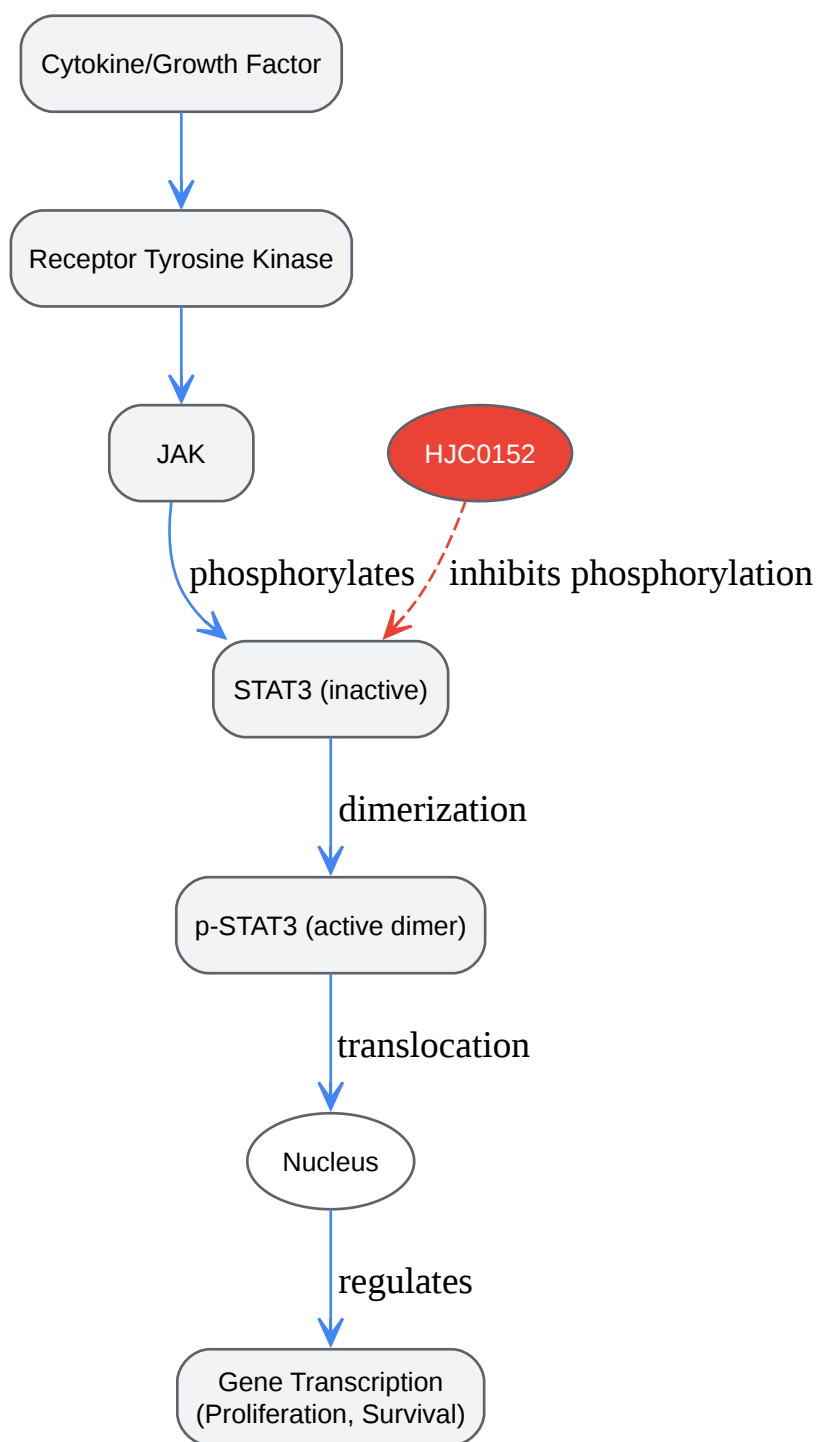 Cytokine/Growth Factor
Receptor Tyrosine Kinase
JAK
HJC0152
phosphorylates
inhibits phosphorylation
STAT3 (inactive)
dimerization
p-STAT3 (active dimer)
translocation
Nucleus
regulates
Gene Transcription
(Proliferation, Survival)